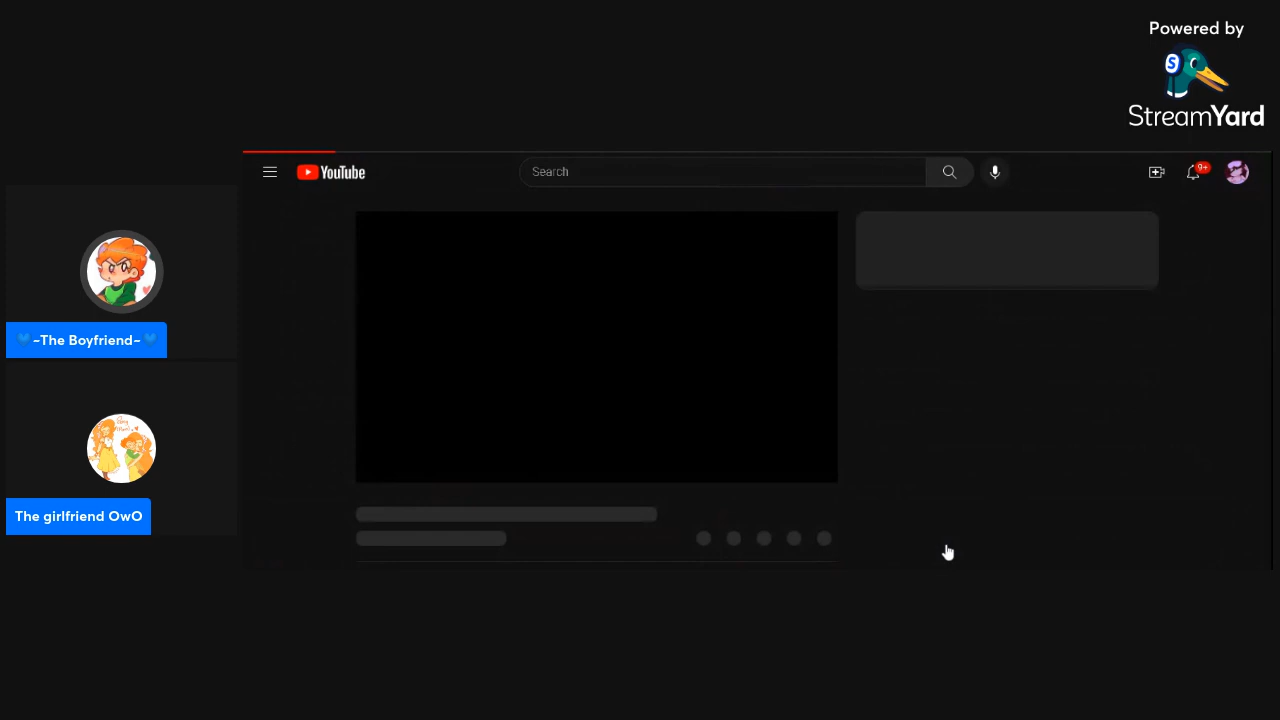 Powered by
StreamYard
YouTube
Search
9+
💙~The Boyfriend~💙
The girlfriend OwO